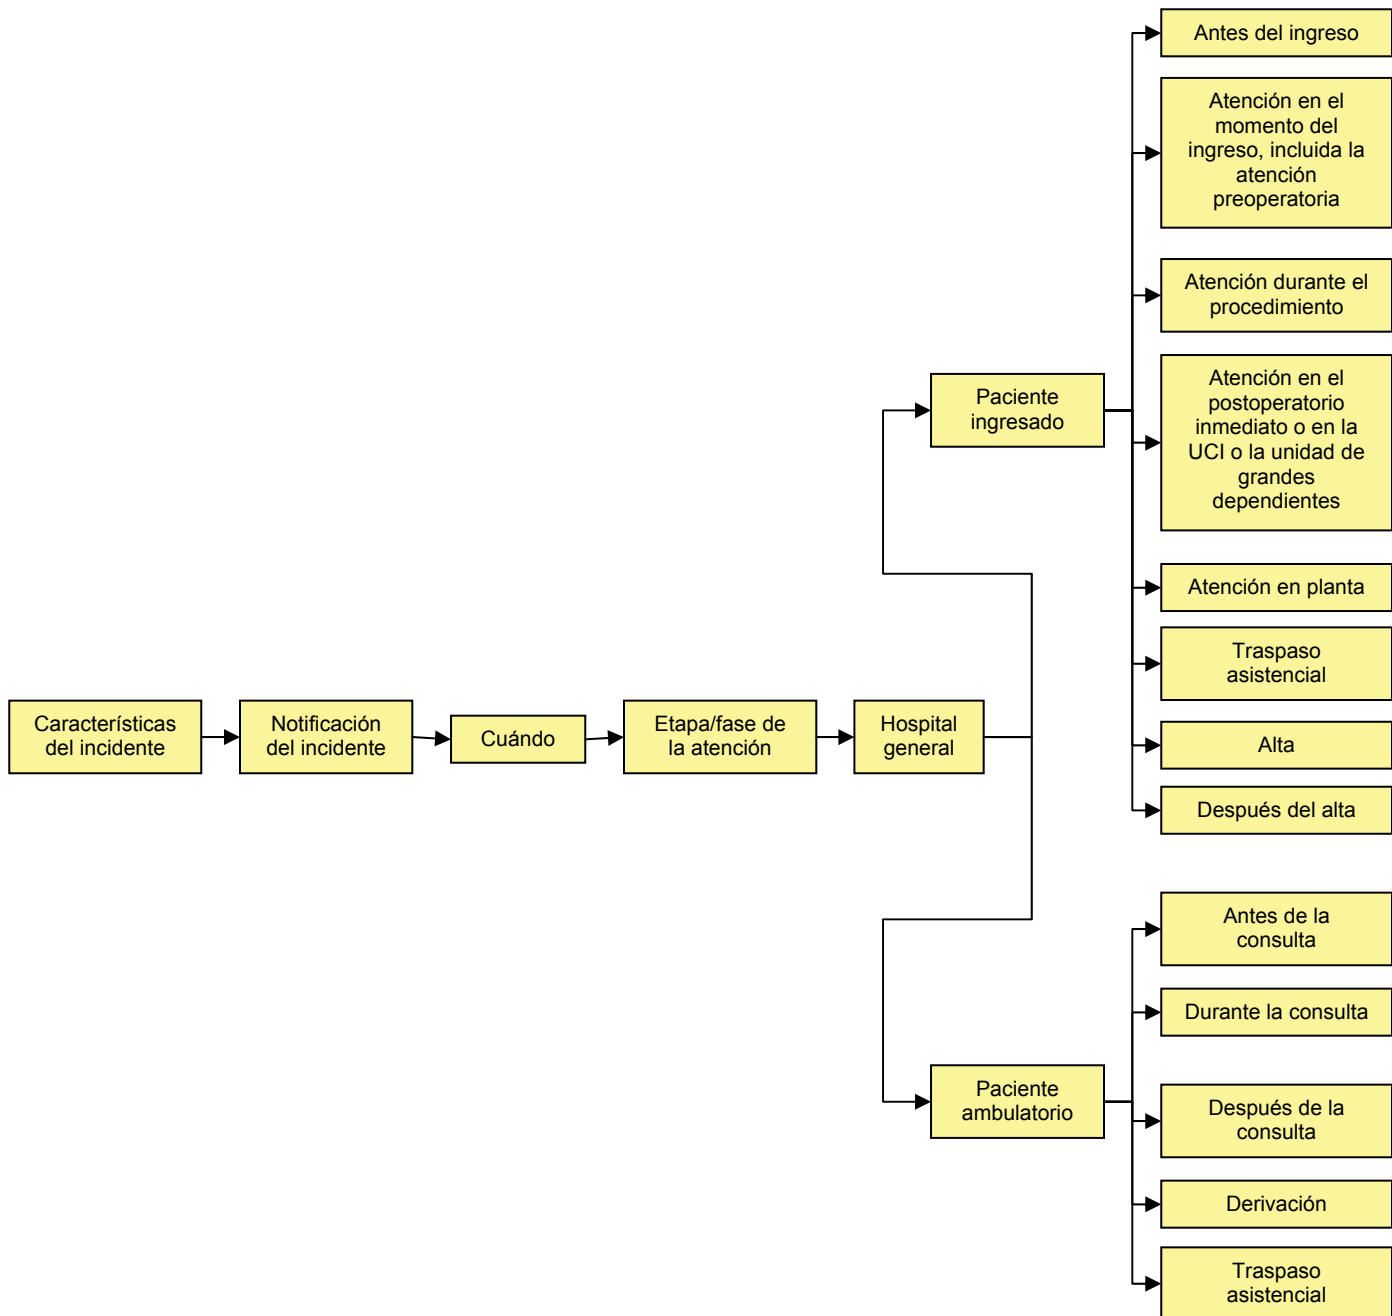 Características
del incidente
Notificación
del incidente
Cuándo
Etapa/fase de
la atención
Hospital
general
Paciente
ingresado
Antes del ingreso
Atención en el
momento del
ingreso, incluida la
atención
preoperatoria
Atención durante el
procedimiento
Atención en el
postoperatorio
inmediato o en la
UCI o la unidad de
grandes
dependientes
Atención en planta
Traspaso
asistencial
Alta
Después del alta
Paciente
ambulatorio
Antes de la
consulta
Durante la consulta
Después de la
consulta
Derivación
Traspaso
asistencial